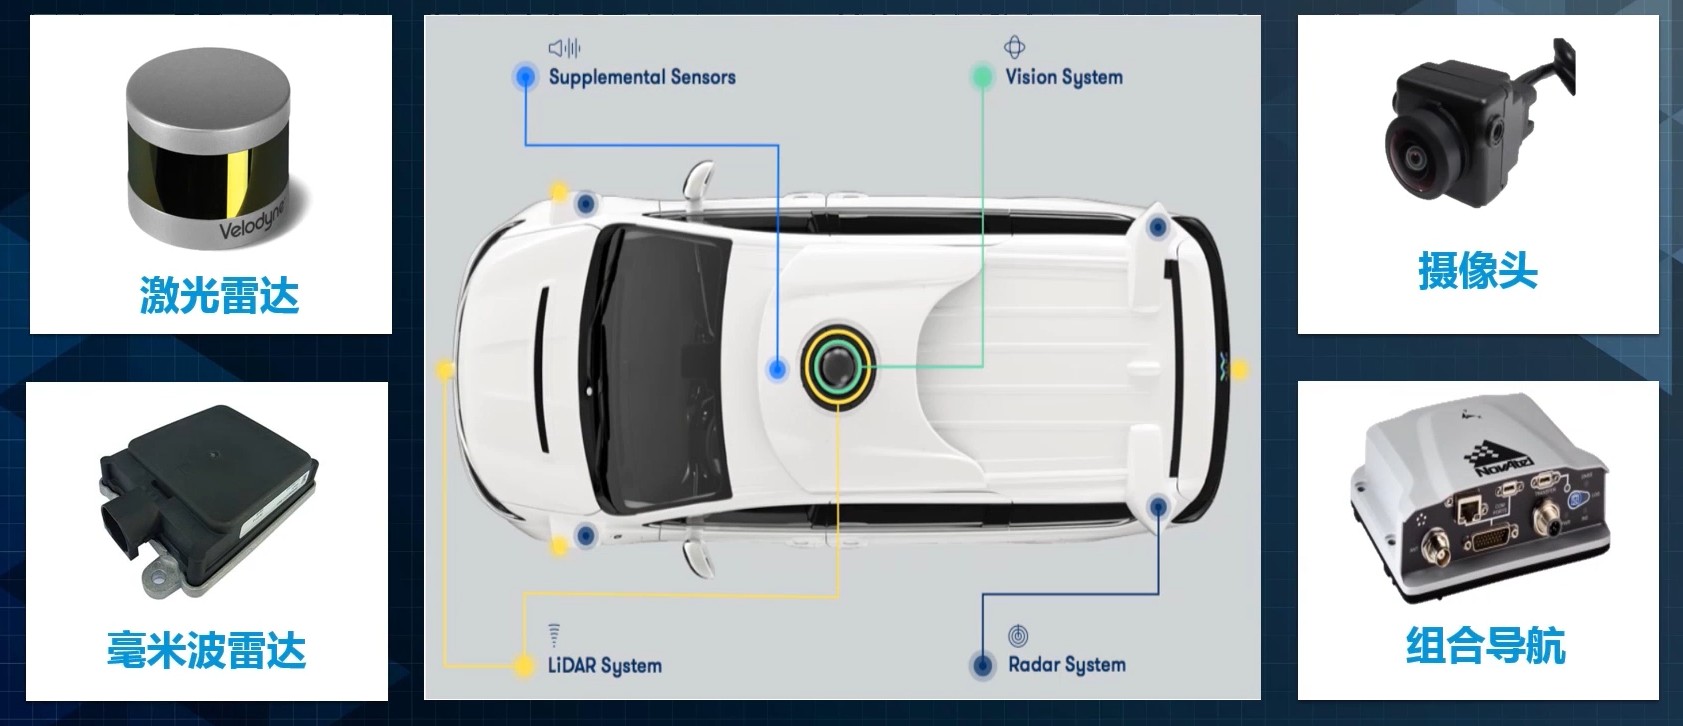 Velodyne
激光雷达
毫米波雷达
Supplemental Sensors
Vision System
LiDAR System
Radar System
摄像头
NovAtel
组合导航